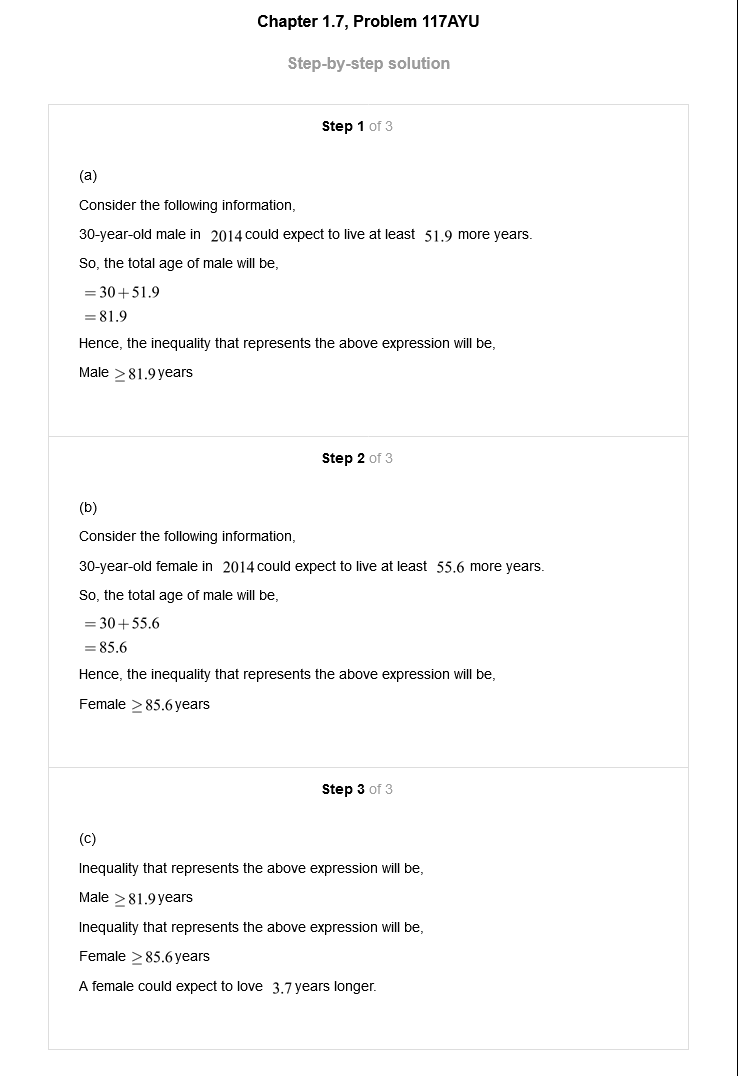 Chapter 1.7, Problem 117AYU
Step-by-step solution
Step 1 of 3
(a)
Consider the following information,
30-year-old male in 2014 could expect to live at least 51.9 more years.
So, the total age of male will be,
= 30 + 51.9
= 81.9
Hence, the inequality that represents the above expression will be,
Male ≥ 81.9 years
Step 2 of 3
(b)
Consider the following information,
30-year-old female in 2014 could expect to live at least 55.6 more years.
So, the total age of male will be,
= 30 + 55.6
= 85.6
Hence, the inequality that represents the above expression will be,
Female ≥ 85.6 years
Step 3 of 3
(c)
Inequality that represents the above expression will be,
Male ≥ 81.9 years
Inequality that represents the above expression will be,
Female ≥ 85.6 years
A female could expect to love 3.7 years longer.